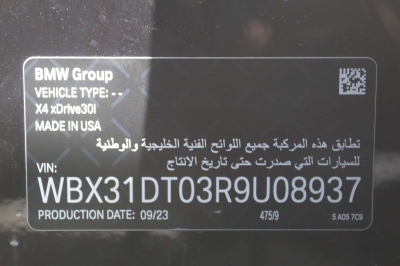 BMW Group
VEHICLE TYPE: - -
X4 xDrive30i
MADE IN USA
تطابق هذه المركبة جميع اللوائح الفنية الخليجية والوطنية
للسيارات التي صدرت حتى تاريخ الانتاج
VIN:
WBX31DT03R9U08937
PRODUCTION DATE: 09/23 475/9 5 A05 7C9